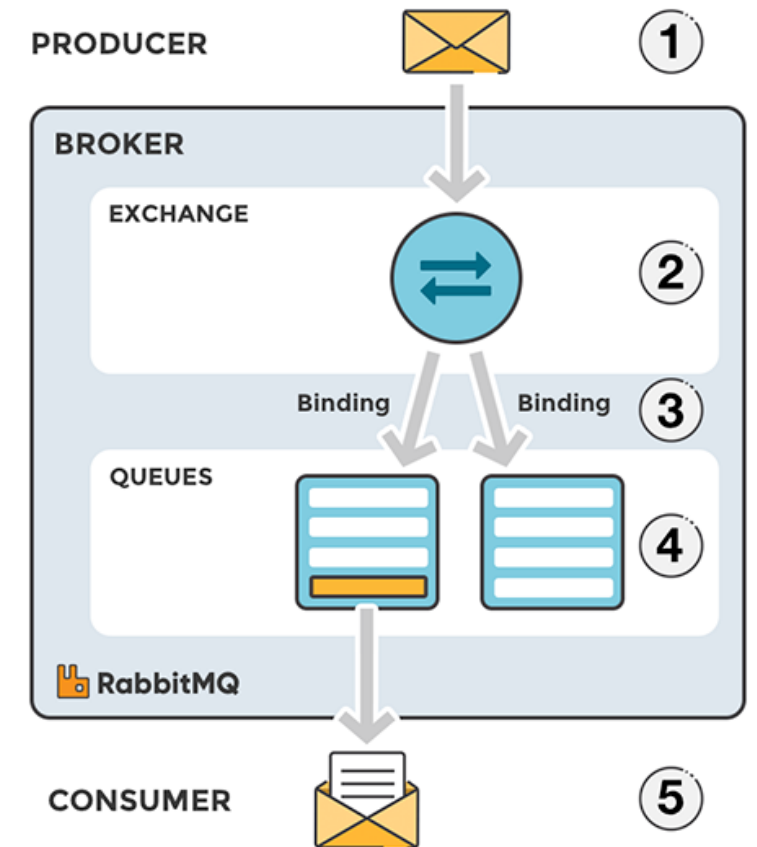 PRODUCER
1
BROKER
EXCHANGE
2
Binding
Binding
3
QUEUES
4
RabbitMQ
CONSUMER
5